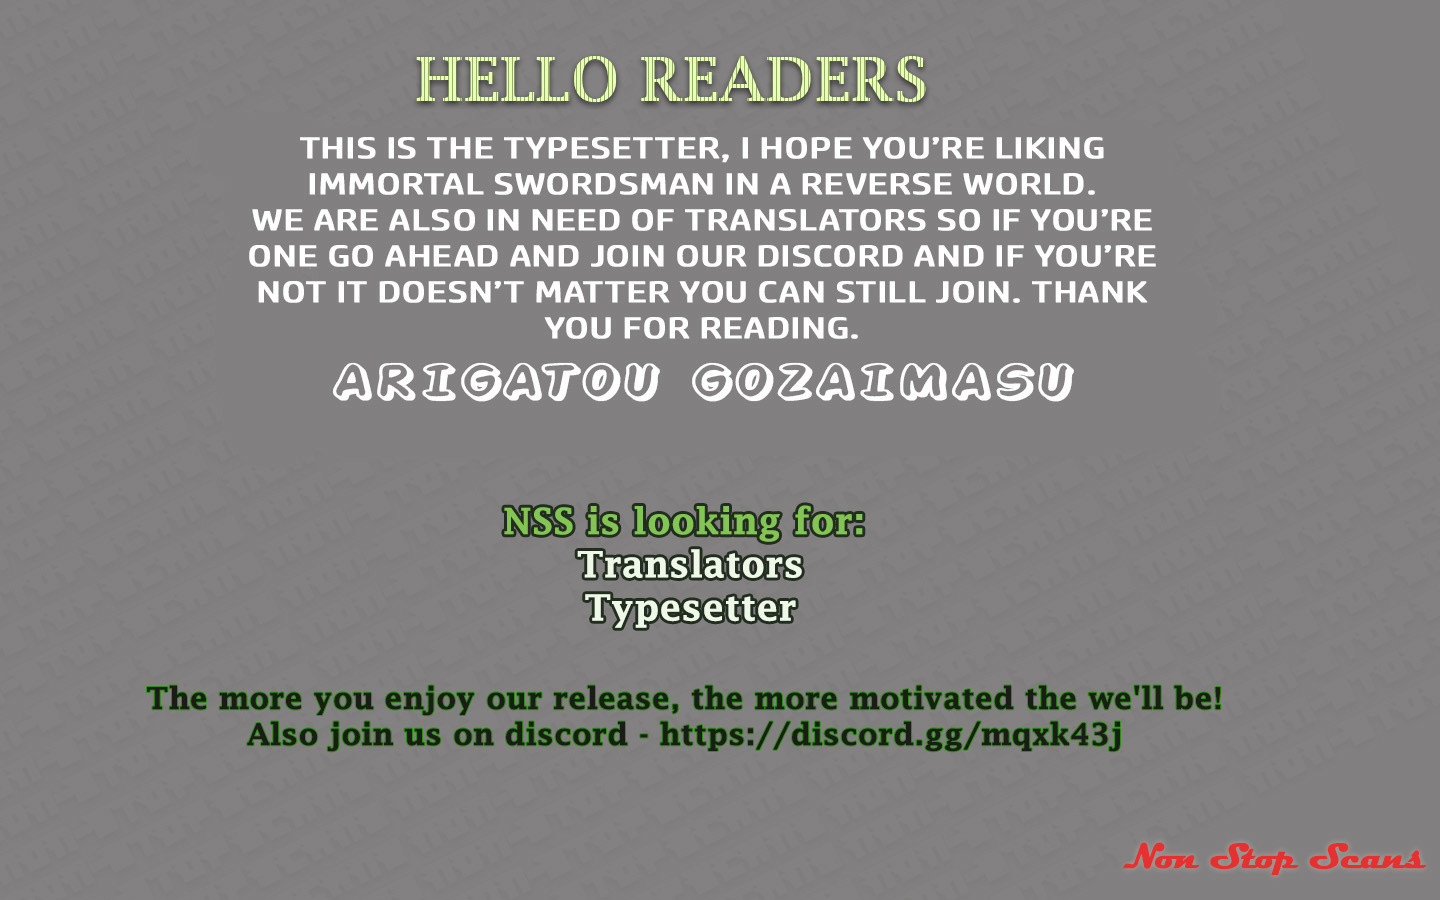 HELLO READERS
THIS IS THE TYPESETTER, I HOPE YOU'RE LIKING
IMMORTAL SWORDSMAN IN A REVERSE WORLD.
WE ARE ALSO IN NEED OF TRANSLATORS SO IF YOU'RE
ONE GO AHEAD AND JOIN OUR DISCORD AND IF YOU'RE
NOT IT DOESN'T MATTER YOU CAN STILL JOIN. THANK
YOU FOR READING.
ARIGATOU GOZAIMASU
NSS is looking for:
Translators
Typesetter
The more you enjoy our release, the more motivated the we'll be!
Also join us on discord - https://discord.gg/mqxk43j
Non Stop Scans